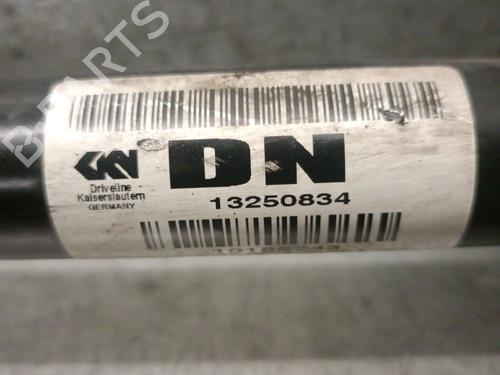 GKN
DN
Driveline
Kaiserslautern
GERMANY
13250834
B-PARTS